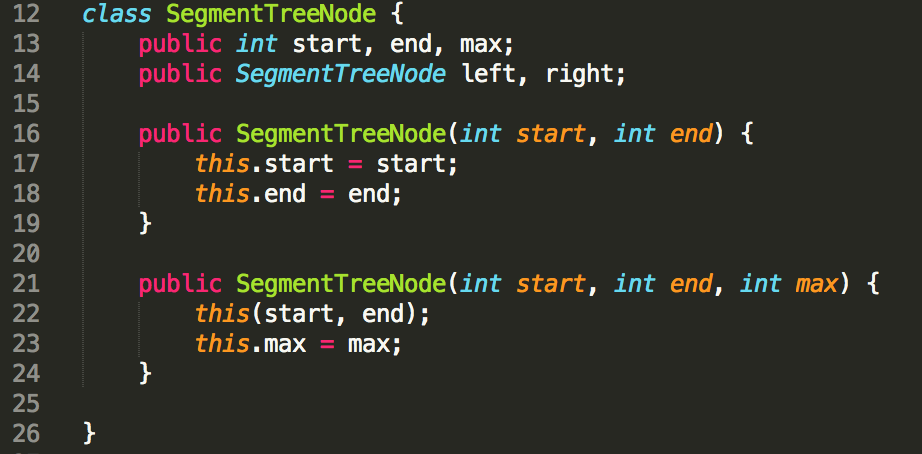 12 class SegmentTreeNode {
13     public int start, end, max;
14     public SegmentTreeNode left, right;
15
16     public SegmentTreeNode(int start, int end) {
17         this.start = start;
18         this.end = end;
19     }
20
21     public SegmentTreeNode(int start, int end, int max) {
22         this(start, end);
23         this.max = max;
24     }
25
26 }